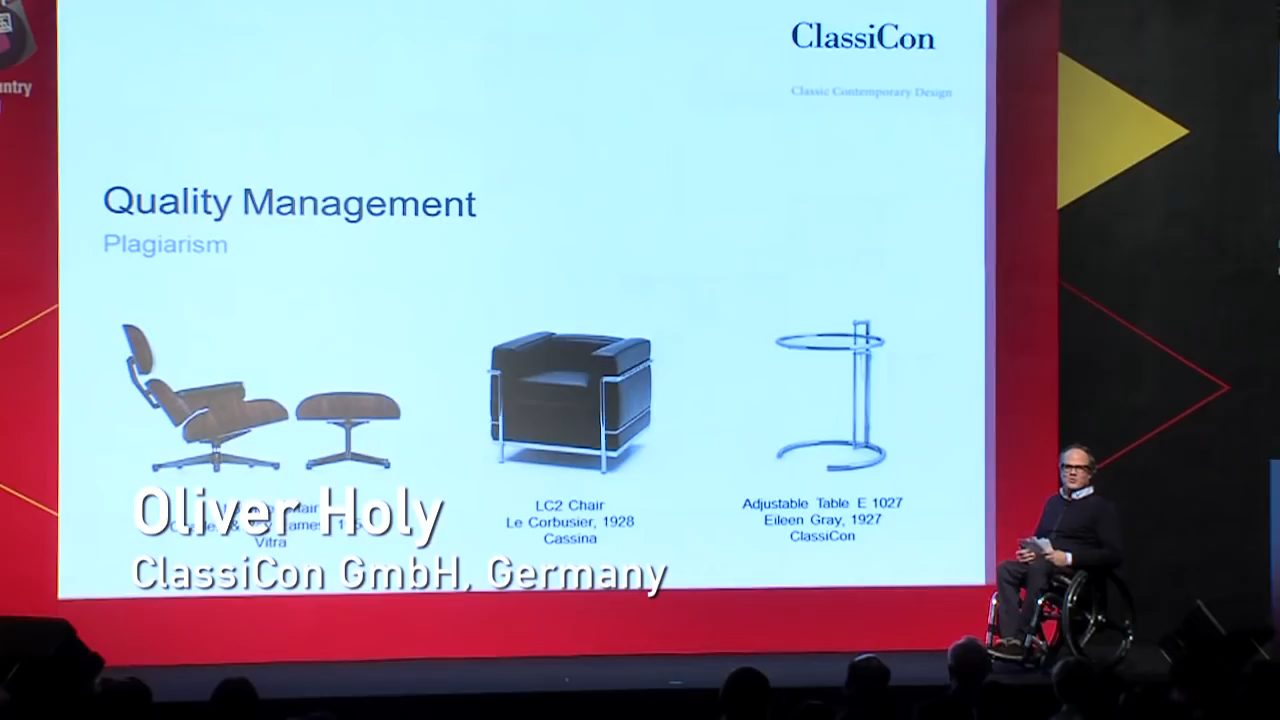 ClassiCon
Classic Contemporary Design
Quality Management
Plagiarism
LC2 Chair
Le Corbusier, 1928
Cassina
Adjustable Table E 1027
Eileen Gray, 1927
ClassiCon
Vitra
Oliver Holy
ClassiCon GmbH, Germany